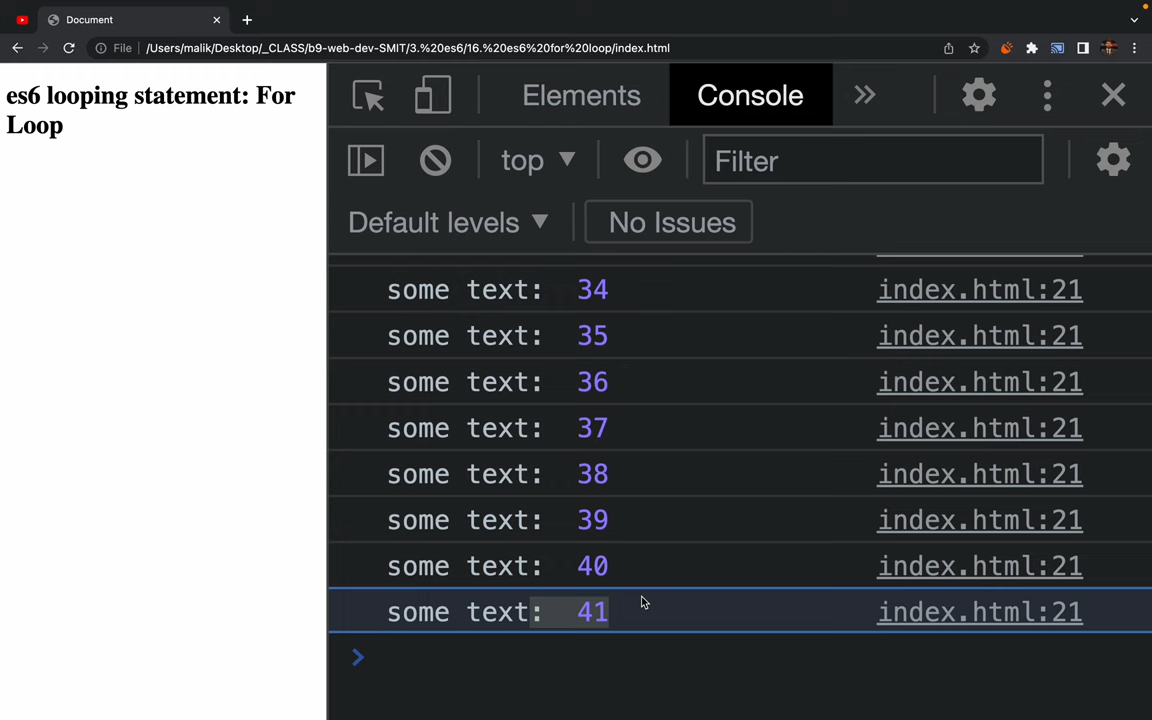 Document
File /Users/malik/Desktop/_CLASS/b9-web-dev-SMIT/3.%20es6/16.%20es6%20for%20loop/index.html
es6 looping statement: For
Loop
Elements Console
top Filter
Default levels No Issues
some text: 34 index.html:21
some text: 35 index.html:21
some text: 36 index.html:21
some text: 37 index.html:21
some text: 38 index.html:21
some text: 39 index.html:21
some text: 40 index.html:21
some text: 41 index.html:21